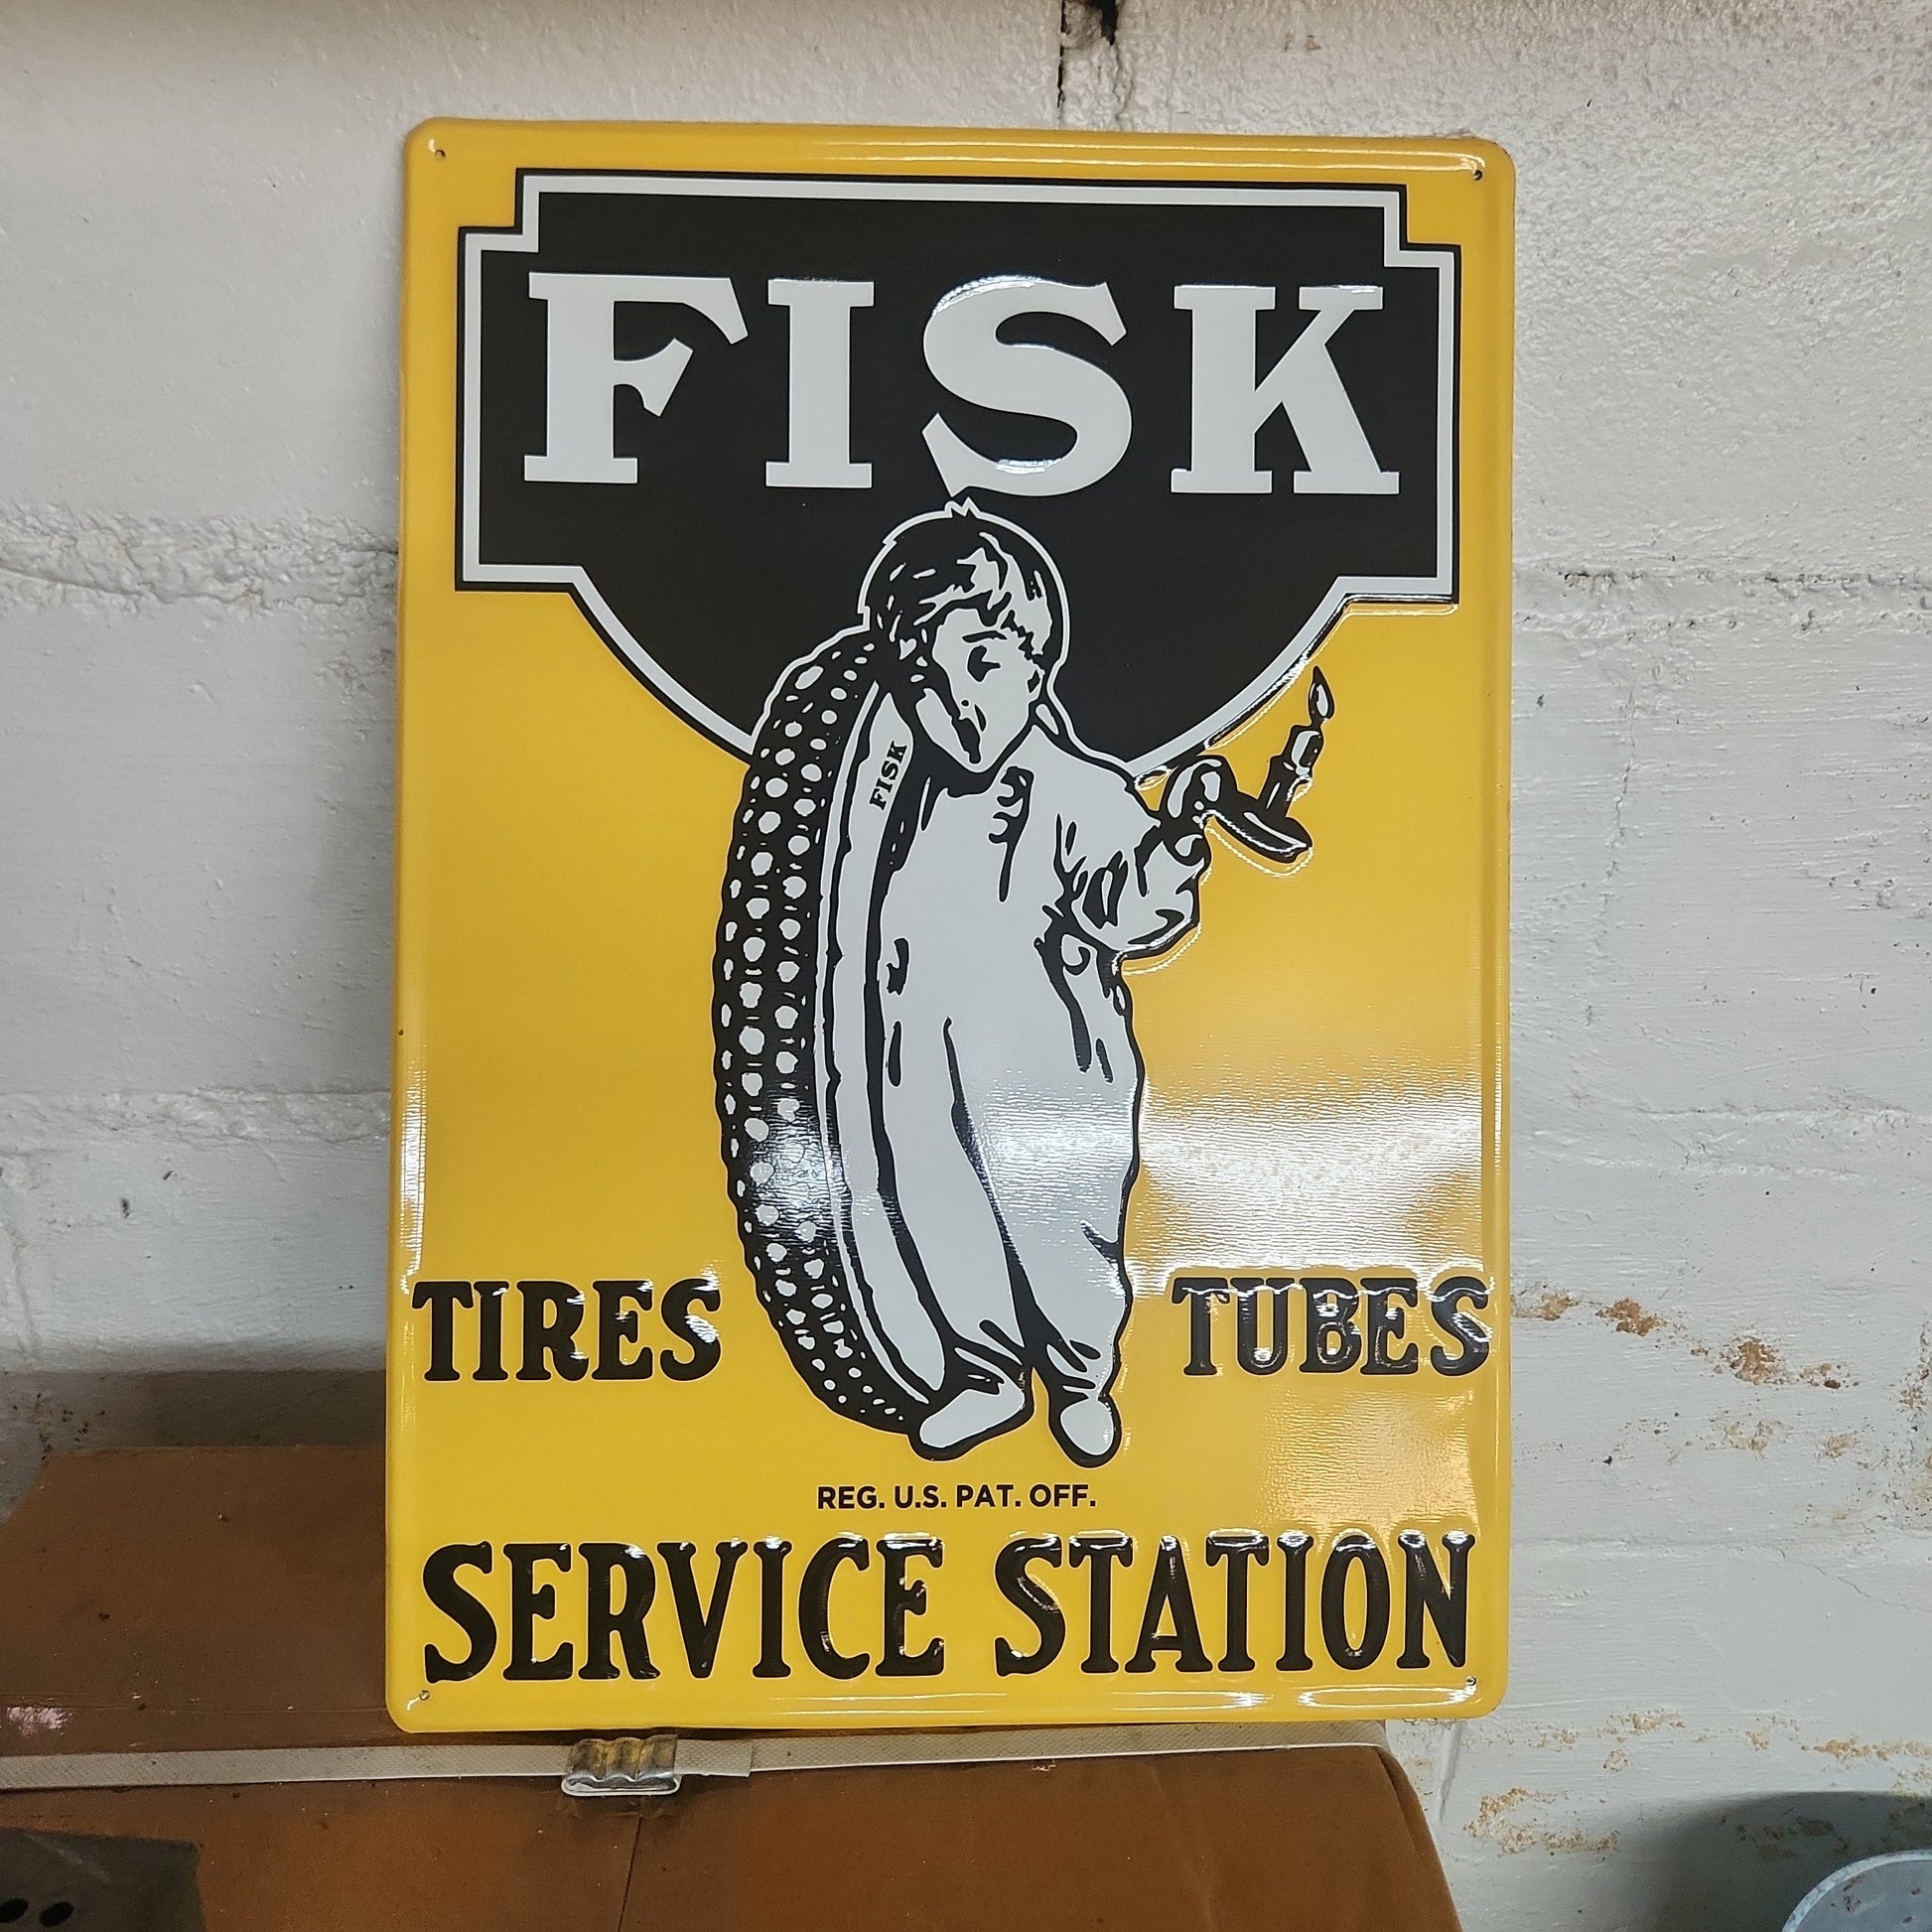 FISK
FISK
TIRES TUBES
REG. U.S. PAT. OFF.
SERVICE STATION